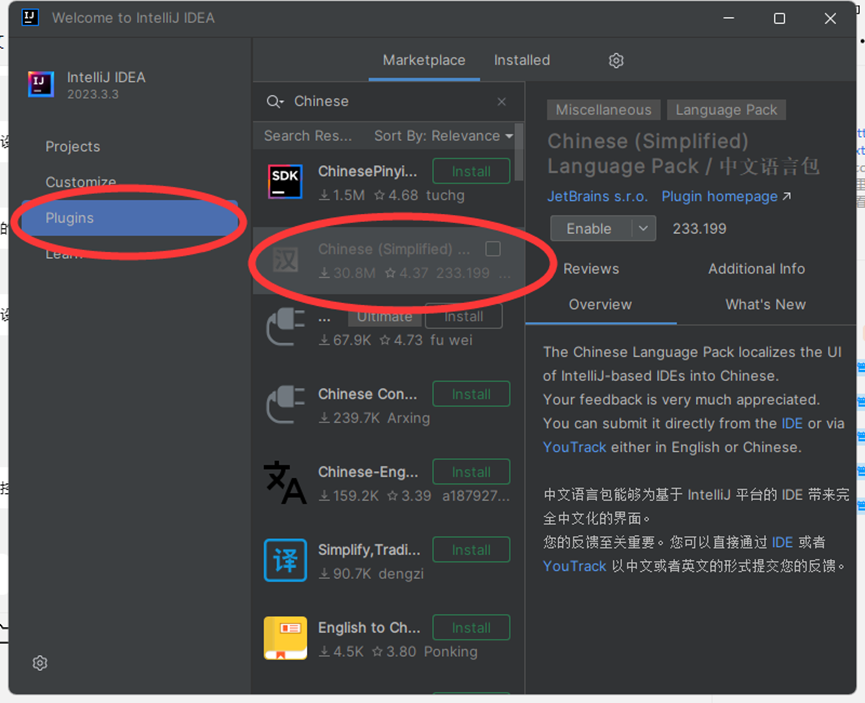 Welcome to IntelliJ IDEA
IntelliJ IDEA
2023.3.3
Projects
Customize
Plugins
Marketplace
Installed
Chinese
Search Res... Sort By: Relevance
SDK
ChinesePinyi... Install
1.5M 4.68 tuchg
汉
Chinese (Simplified) ...
30.8M 4.37 233.199 ...
... Ultimate Install
67.9K 4.73 fu wei
Chinese Con... Install
239.7K Arxing
文A
Chinese-Eng... Install
159.2K 3.39 a187927...
译
Simplify,Tradi... Install
90.7K dengzi
English to Ch... Install
4.5K 3.80 Ponking
Miscellaneous Language Pack
Chinese (Simplified)
Language Pack / 中文语言包
JetBrains s.r.o. Plugin homepage ↗
Enable 233.199
Reviews Additional Info
Overview What's New
The Chinese Language Pack localizes the UI
of IntelliJ-based IDEs into Chinese.
Your feedback is very much appreciated.
You can submit it directly from the IDE or via
YouTrack either in English or Chinese.
中文语言包能够为基于 IntelliJ 平台的 IDE 带来完
全中文化的界面。
您的反馈至关重要。您可以直接通过 IDE 或者
YouTrack 以中文或者英文的形式提交您的反馈。